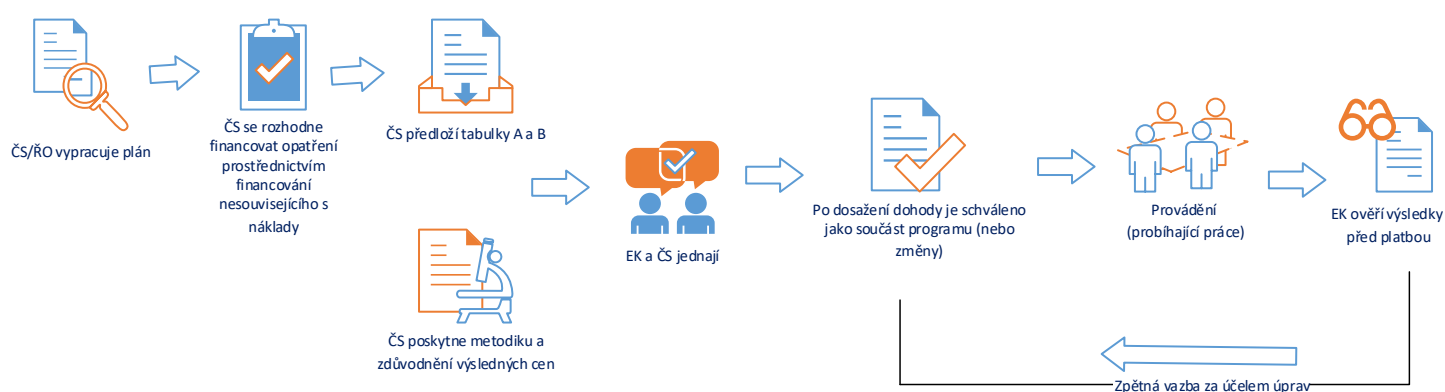 ČS/ŘO vypracuje plán
ČS se rozhodne
financovat opatření
prostřednictvím
financování
nesouvisejícího s
náklady
ČS předloží tabulky A a B
ČS poskytne metodiku a
zdůvodnění výsledných cen
EK a ČS jednají
Po dosažení dohody je schváleno
jako součást programu (nebo
změny)
Provádění
(probíhající práce)
EK ověří výsledky
před platbou
Zpětná vazba za účelem úprav